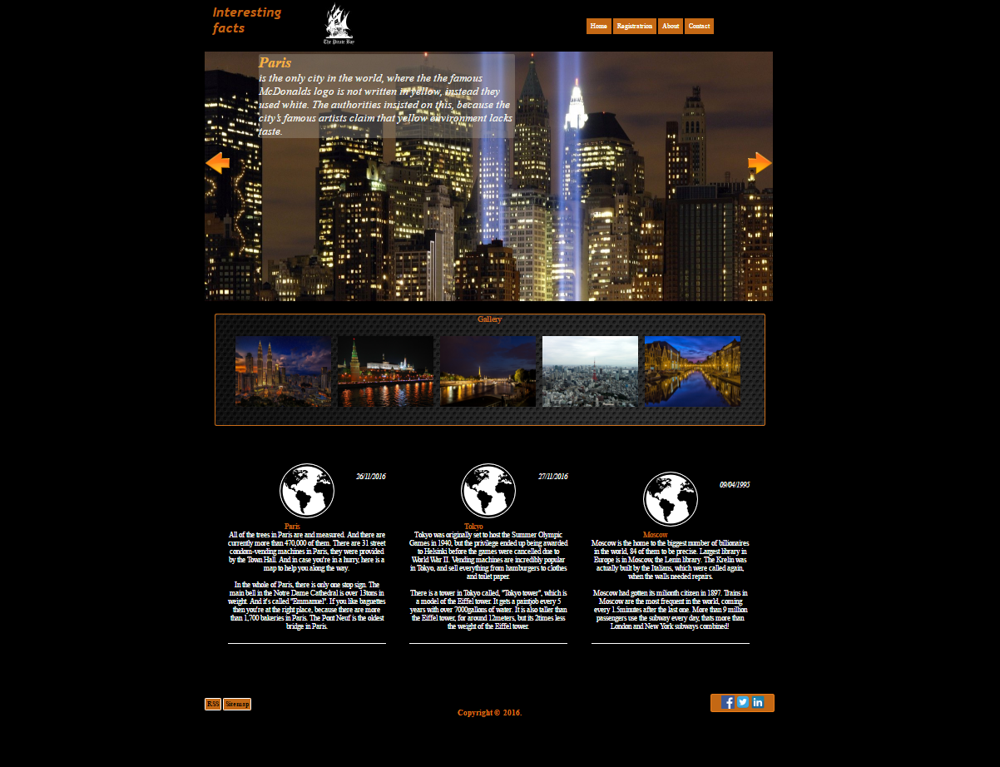 Interesting
facts
The Pirate Bay
Home Registratrion About Contact
Paris
is the only city in the world, where the the famous
McDonalds logo is not written in yellow, instead they
used white. The authorities insisted on this, because the
city's famous artists claim that yellow environment lacks
taste.
Gallery
26/11/2016
Paris
All of the trees in Paris are and measured. And there are
currently more than 470,000 of them. There are 31 street
condom-vending machines in Paris, they were provided
by the Town Hall. And in case you're in a hurry, here is a
map to help you along the way.
In the whole of Paris, there is only one stop sign. The
main bell in the Notre Dame Cathedral is over 13tons in
weight. And it's called "Emmanuel". If you like baguettes
then you're at the right place, because there are more
than 1,700 bakeries in Paris. The Pont Neuf is the oldest
bridge in Paris.
27/11/2016
Tokyo
Tokyo was originally set to host the Summer Olympic
Games in 1940, but the privilege ended up being awarded
to Helsinki before the games were cancelled due to
World War II. Vending machines are incredibly popular
in Tokyo, and sell everything from hamburgers to clothes
and toilet paper.
There is a tower in Tokyo called, "Tokyo tower", which is
a model of the Eiffel tower. It gets a paintjob every 5
years with over 7000gallons of water. It is also taller than
the Eiffel tower, for around 12meters, but its 2times less
the weight of the Eiffel tower.
09/04/1995
Moscow
Moscow is the home to the biggest number of billionaires
in the world, 84 of them to be precise. Largest library in
Europe is in Moscow, the Lenin library. The Krelin was
actually built by the Italians, which were called again,
when the walls needed repairs.
Moscow had gotten its milionth citizen in 1897. Trains in
Moscow are the most frequent in the world, coming
every 1.5minutes after the last one. More than 9 million
passengers use the subway every day, thats more than
London and New York subways combined!
RSS Sitemap
Copyright © 2016.